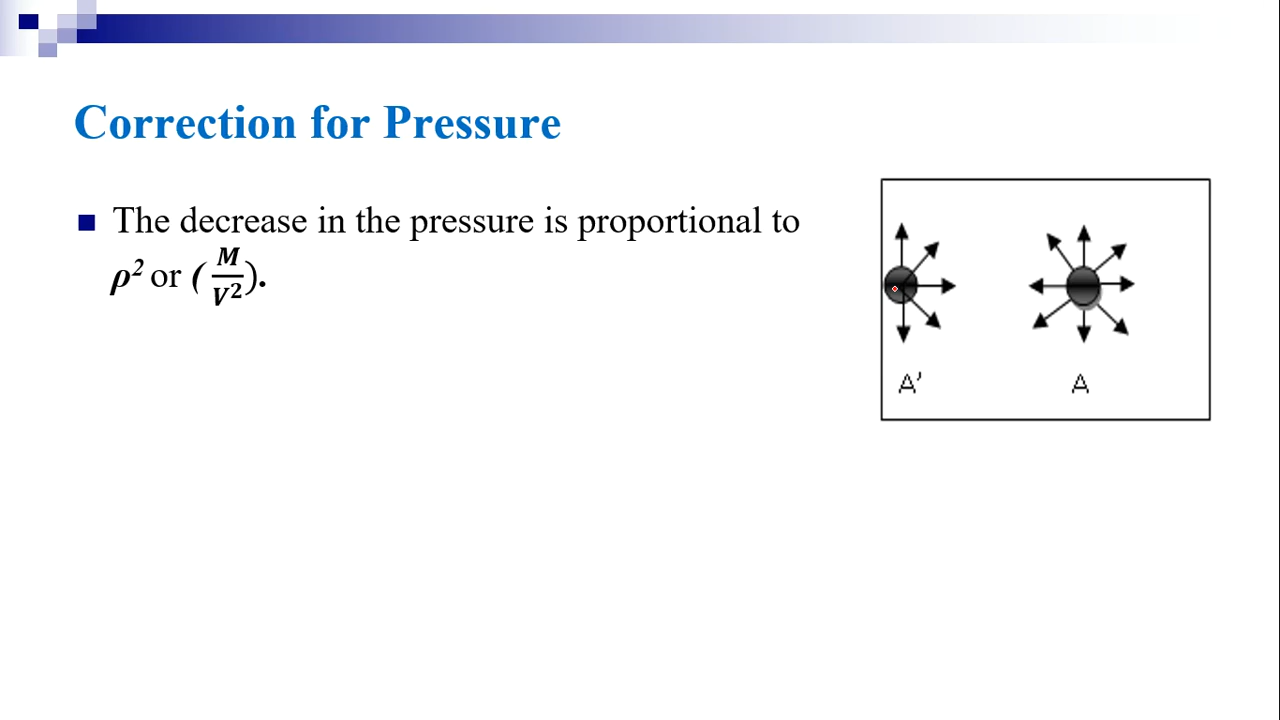 Correction for Pressure
■ The decrease in the pressure is proportional to
ρ² or (M/V²).
A’ A